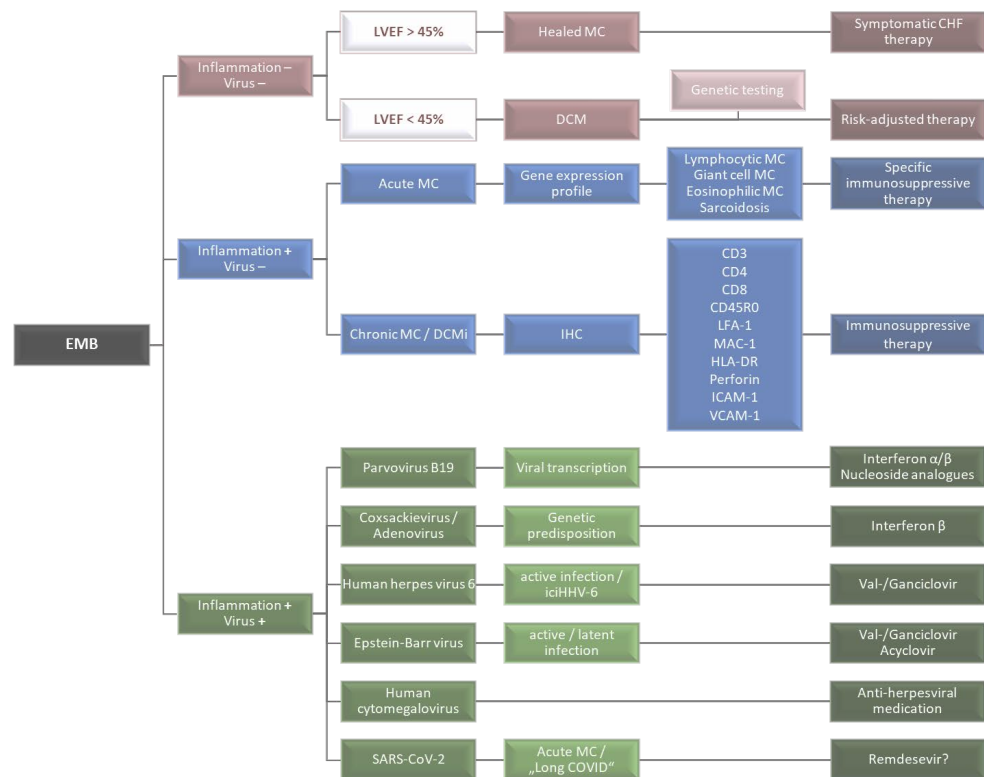 EMB
Inflammation –
Virus –
LVEF > 45%
Healed MC
Symptomatic CHF
therapy
LVEF < 45%
DCM
Genetic testing
Risk-adjusted therapy
Inflammation +
Virus –
Acute MC
Gene expression
profile
Lymphocytic MC
Giant cell MC
Eosinophilic MC
Sarcoidosis
Specific
immunosuppressive
therapy
Chronic MC / DCMi
IHC
CD3
CD4
CD8
CD45R0
LFA-1
MAC-1
HLA-DR
Perforin
ICAM-1
VCAM-1
Immunosuppressive
therapy
Inflammation +
Virus +
Parvovirus B19
Viral transcription
Interferon α/β
Nucleoside analogues
Coxsackievirus /
Adenovirus
Genetic
predisposition
Interferon β
Human herpes virus 6
active infection /
iciHHV-6
Val-/Ganciclovir
Epstein-Barr virus
active / latent
infection
Val-/Ganciclovir
Acyclovir
Human
cytomegalovirus
Anti-herpesviral
medication
SARS-CoV-2
Acute MC /
„Long COVID“
Remdesevir?